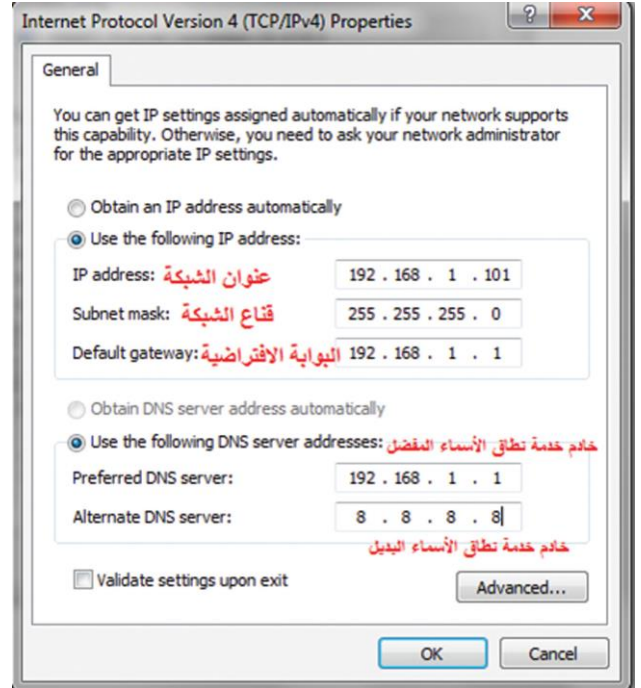 Internet Protocol Version 4 (TCP/IPv4) Properties
? X
General
You can get IP settings assigned automatically if your network supports
this capability. Otherwise, you need to ask your network administrator
for the appropriate IP settings.
Obtain an IP address automatically
Use the following IP address:
IP address: عنوان الشبكة 192 . 168 . 1 . 101
Subnet mask: قناع الشبكة 255 . 255 . 255 . 0
Default gateway: البوابة الافتراضية 192 . 168 . 1 . 1
Obtain DNS server address automatically
Use the following DNS server addresses: خادم خدمة نطاق الأسماء المفضل
Preferred DNS server: 192 . 168 . 1 . 1
Alternate DNS server: 8 . 8 . 8 . 8
خادم خدمة نطاق الأسماء البديل
Validate settings upon exit
Advanced...
OK Cancel